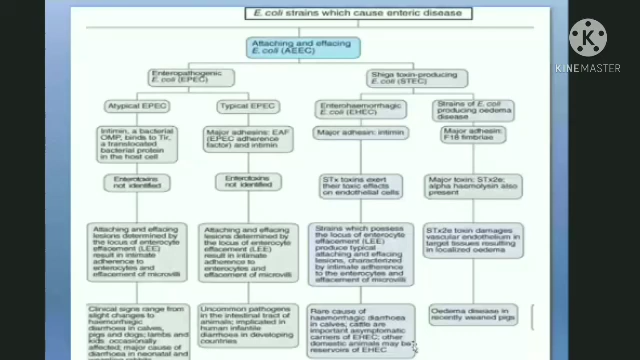 E. coli strains which cause enteric disease
KINEMASTER
Attaching and effacing
E. coli (AEEC)
Enteropathogenic
E. coli (EPEC)
Shiga toxin-producing
E. coli (STEC)
Atypical EPEC
Typical EPEC
Enterohaemorrhagic
E. coli (EHEC)
Strains of E. coli
producing oedema
disease
Intimin, a bacterial
OMP, binds to Tir,
a translocated
bacterial protein
in the host cell
Major adhesins: EAF
(EPEC adherence
factor) and intimin
Major adhesin: intimin
Major adhesin:
F18 fimbriae
Enterotoxins
not identified
Enterotoxins
not identified
STx toxins exert
their toxic effects
on endothelial cells
Major toxin: STX2e;
alpha haemolysin also
present
Attaching and effacing
lesions determined by
the locus of enterocyte
effacement (LEE)
result in intimate
adherence to
enterocytes and
effacement of microvilli
Attaching and effacing
lesions determined by
the locus of enterocyte
effacement (LEE)
result in intimate
adherence to
enterocytes and
effacement of microvilli
Strains which possess
the locus of enterocyte
effacement (LEE)
produce typical
attaching and effacing
lesions, characterized
by intimate adherence
to the enterocytes and
effacement of microvilli
STX2e toxin damages
vascular endothelium in
target tissues resulting
in localized oedema
Clinical signs range from
slight changes to
haemorrhagic
diarrhoea in calves,
pigs and dogs; lambs and
kids occasionally
affected; major cause of
diarrhoea in neonatal and
Uncommon pathogens
in the intestinal tract of
animals; implicated in
human infantile diarrhoea
in developing countries
Rare cause of
haemorrhagic diarrhoea
in calves; cattle are
important asymptomatic
carriers of EHEC; other
domestic animals may be
reservoirs of EHEC
Oedema disease in
recently weaned pigs